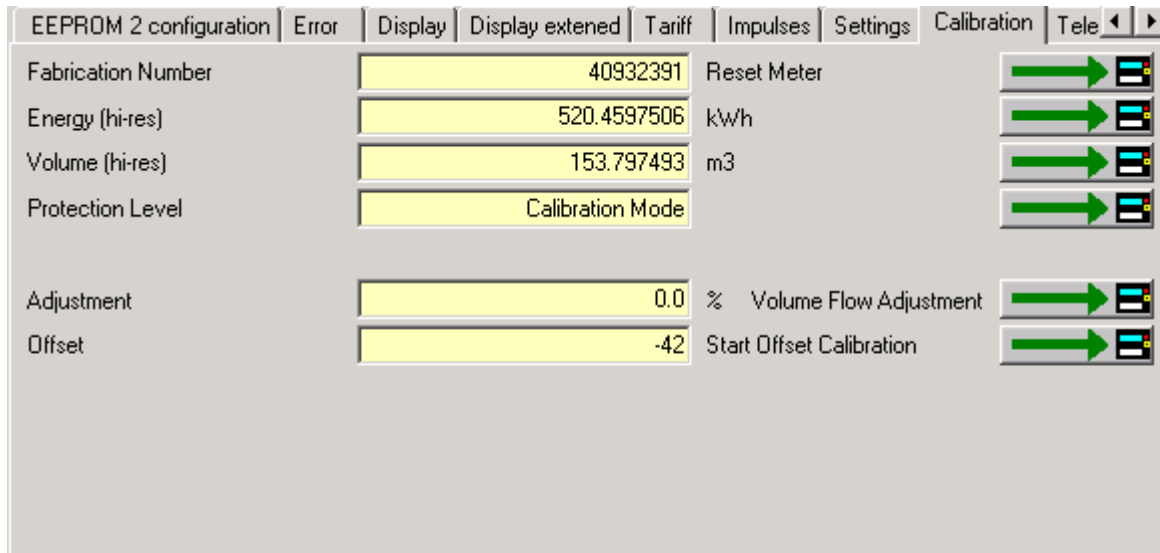 EEPROM 2 configuration Error Display Display extened Tariff Impulses Settings Calibration Tele
Fabrication Number 40932391 Reset Meter
Energy (hi-res) 520.4597506 kWh
Volume (hi-res) 153.797493 m3
Protection Level Calibration Mode
Adjustment 0.0 % Volume Flow Adjustment
Offset -42 Start Offset Calibration